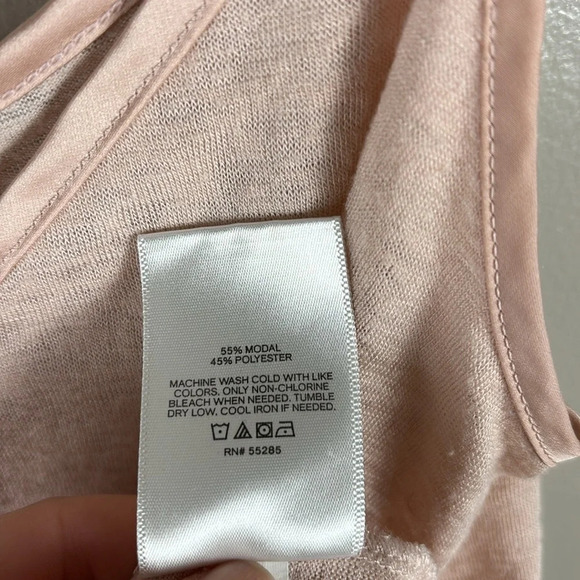 55% MODAL
45% POLYESTER
MACHINE WASH COLD WITH LIKE
COLORS. ONLY NON-CHLORINE
BLEACH WHEN NEEDED. TUMBLE
DRY LOW. COOL IRON IF NEEDED.
RN# 55285